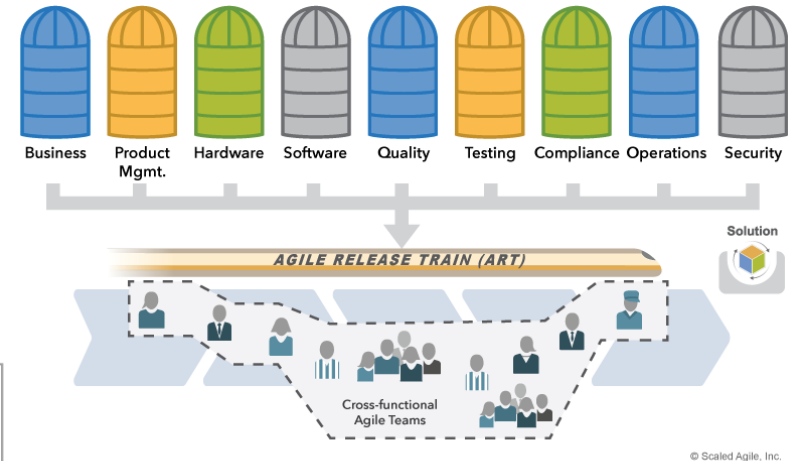 Business
Product
Mgmt.
Hardware
Software
Quality
Testing
Compliance
Operations
Security
Solution
AGILE RELEASE TRAIN (ART)
Cross-functional
Agile Teams
© Scaled Agile, Inc.